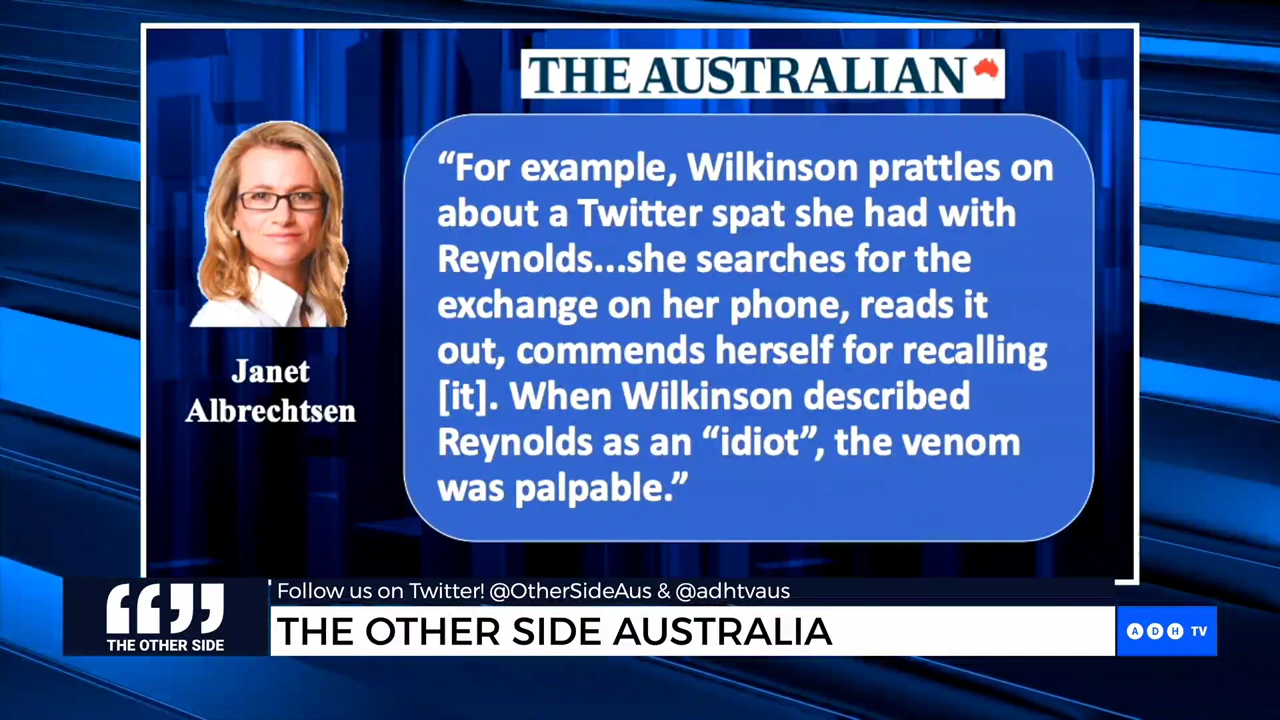 THE AUSTRALIAN
“For example, Wilkinson prattles on
about a Twitter spat she had with
Reynolds...she searches for the
exchange on her phone, reads it
out, commends herself for recalling
[it]. When Wilkinson described
Reynolds as an “idiot”, the venom
was palpable.”
Janet
Albrechtsen
Follow us on Twitter! @OtherSideAus & @adhtvaus
THE OTHER SIDE
THE OTHER SIDE AUSTRALIA
ADH TV